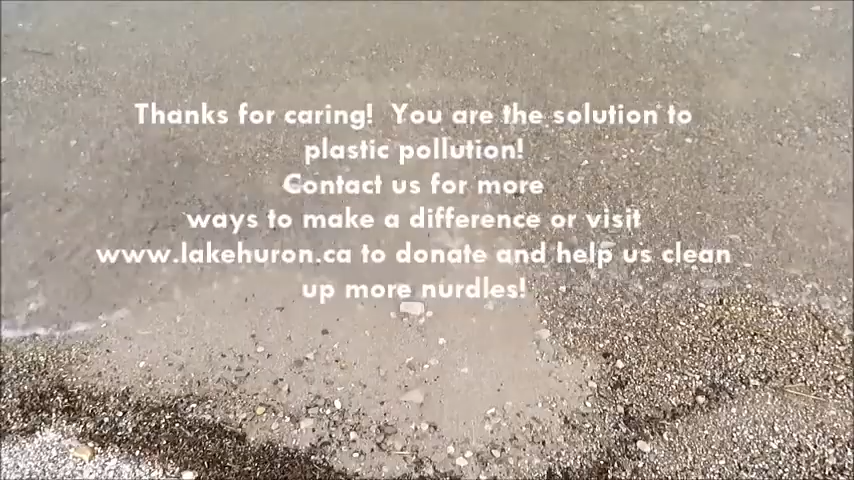 Thanks for caring!  You are the solution to
plastic pollution!
Contact us for more
ways to make a difference or visit
www.lakehuron.ca to donate and help us clean
up more nurdles!